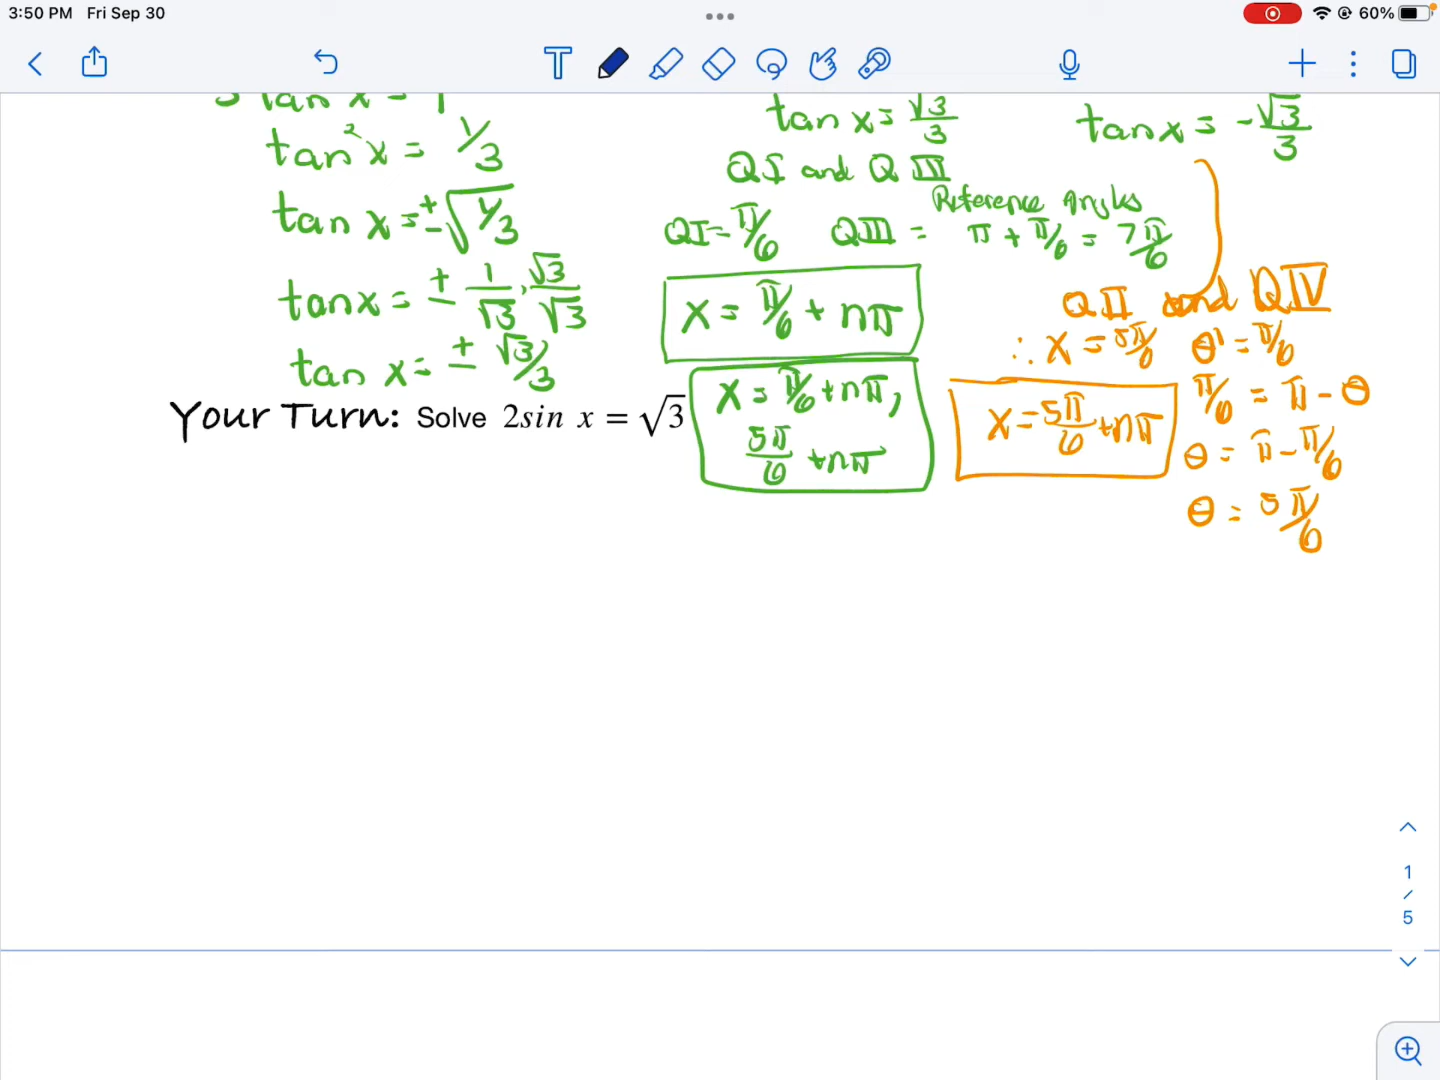 3:50 PM Fri Sep 30
60%
tan x = √3/3
tan x = -√3/3
tan²x = 1/3
QI and QIII
tan x = ±√1/3
Reference Angles
QI = π/6 QIII = π + π/6 = 7π/6
tan x = ± 1/√3 · √3/√3
x = π/6 + nπ
QII and QIV
tan x = ± √3/3
∴ x = 5π/6 θ' = π/6
x = π/6 + nπ,
5π/6 + nπ
x = 5π/6 + nπ
π/6 = π - θ
θ = π - π/6
θ = 5π/6
Your Turn: Solve 2sin x = √3
1
/
5